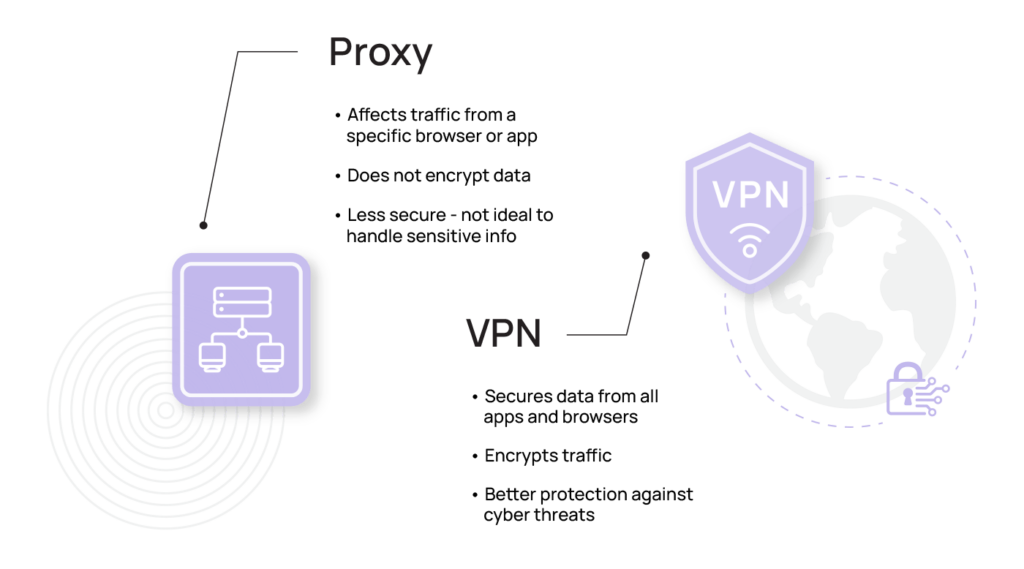 Proxy
• Affects traffic from a
specific browser or app
• Does not encrypt data
• Less secure - not ideal to
handle sensitive info
VPN
VPN
• Secures data from all
apps and browsers
• Encrypts traffic
• Better protection against
cyber threats